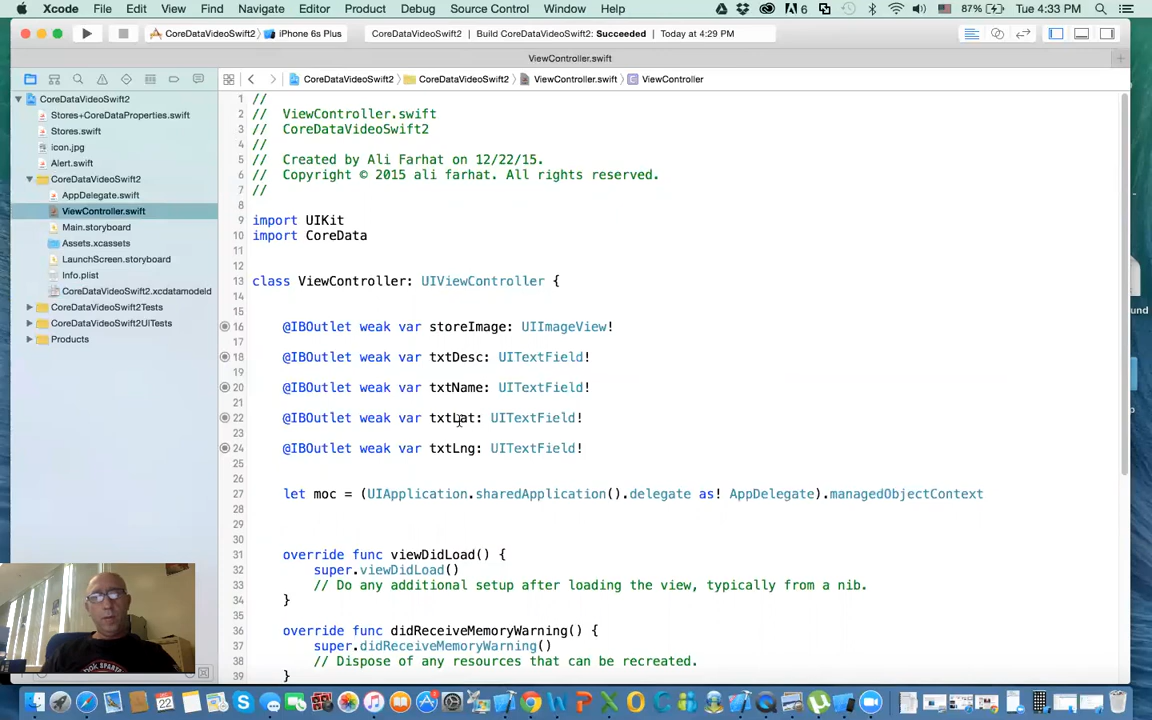 Xcode File Edit View Find Navigate Editor Product Debug Source Control Window Help 6 87% Tue 4:33 PM
CoreDataVideoSwift2 iPhone 6s Plus CoreDataVideoSwift2 Build CoreDataVideoSwift2: Succeeded Today at 4:29 PM
ViewController.swift
CoreDataVideoSwift2 CoreDataVideoSwift2 ViewController.swift C ViewController
CoreDataVideoSwift2
Stores+CoreDataProperties.swift
Stores.swift
icon.jpg
Alert.swift
CoreDataVideoSwift2
AppDelegate.swift
ViewController.swift
Main.storyboard
Assets.xcassets
LaunchScreen.storyboard
Info.plist
CoreDataVideoSwift2.xcdatamodeld
CoreDataVideoSwift2Tests
CoreDataVideoSwift2UITests
Products
1 //
2 // ViewController.swift
3 // CoreDataVideoSwift2
4 //
5 // Created by Ali Farhat on 12/22/15.
6 // Copyright © 2015 ali farhat. All rights reserved.
7 //
8
9 import UIKit
10 import CoreData
11
12
13 class ViewController: UIViewController {
14
15
16 @IBOutlet weak var storeImage: UIImageView!
17
18 @IBOutlet weak var txtDesc: UITextField!
19
20 @IBOutlet weak var txtName: UITextField!
21
22 @IBOutlet weak var txtLat: UITextField!
23
24 @IBOutlet weak var txtLng: UITextField!
25
26
27 let moc = (UIApplication.sharedApplication().delegate as! AppDelegate).managedObjectContext
28
29
30
31 override func viewDidLoad() {
32 super.viewDidLoad()
33 // Do any additional setup after loading the view, typically from a nib.
34 }
35
36 override func didReceiveMemoryWarning() {
37 super.didReceiveMemoryWarning()
38 // Dispose of any resources that can be recreated.
39 }